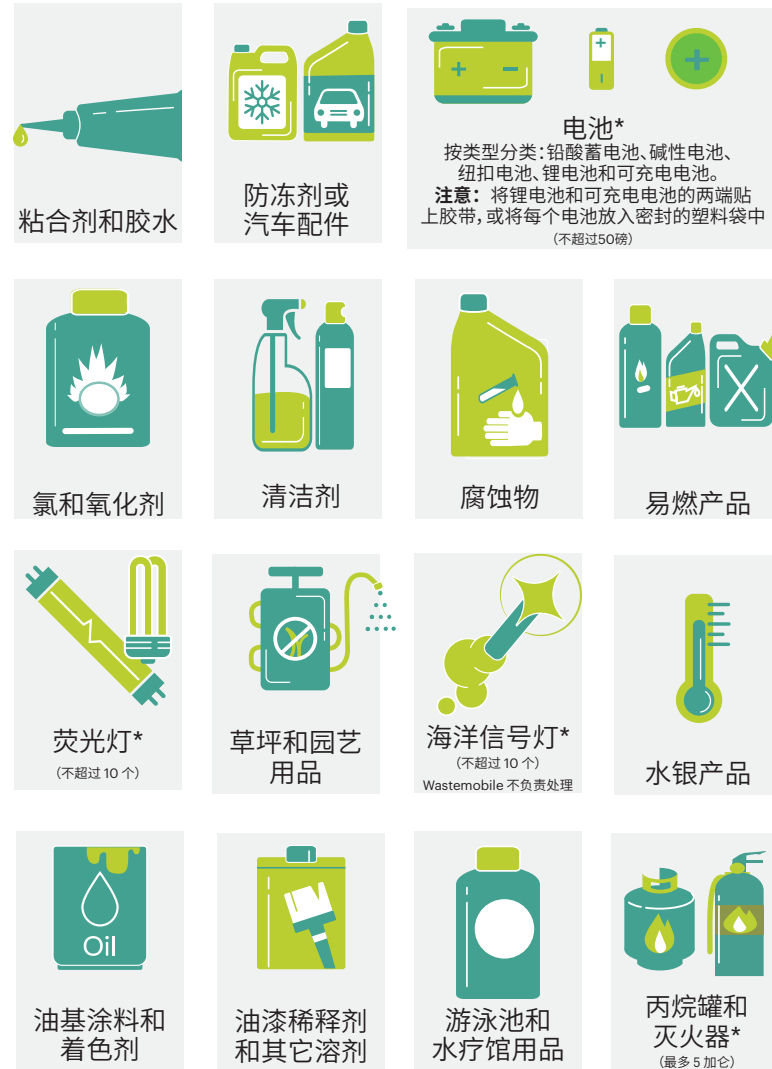 粘合剂和胶水
防冻剂或
汽车配件
电池*
按类型分类：铅酸蓄电池、碱性电池、
纽扣电池、锂电池和可充电电池。
注意： 将锂电池和可充电电池的两端贴
上胶带，或将每个电池放入密封的塑料袋中
（不超过50磅）
氯和氧化剂
清洁剂
腐蚀物
易燃产品
荧光灯*
（不超过 10 个）
草坪和园艺
用品
海洋信号灯*
（不超过 10 个）
Wastemobile 不负责处理
水银产品
Oil
油基涂料和
着色剂
油漆稀释剂
和其它溶剂
游泳池和
水疗馆用品
丙烷罐和
灭火器*
（最多 5 加仑）